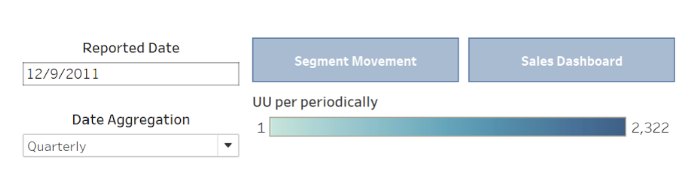 Reported Date
12/9/2011
Date Aggregation
Quarterly
Segment Movement
Sales Dashboard
UU per periodically
1
2,322